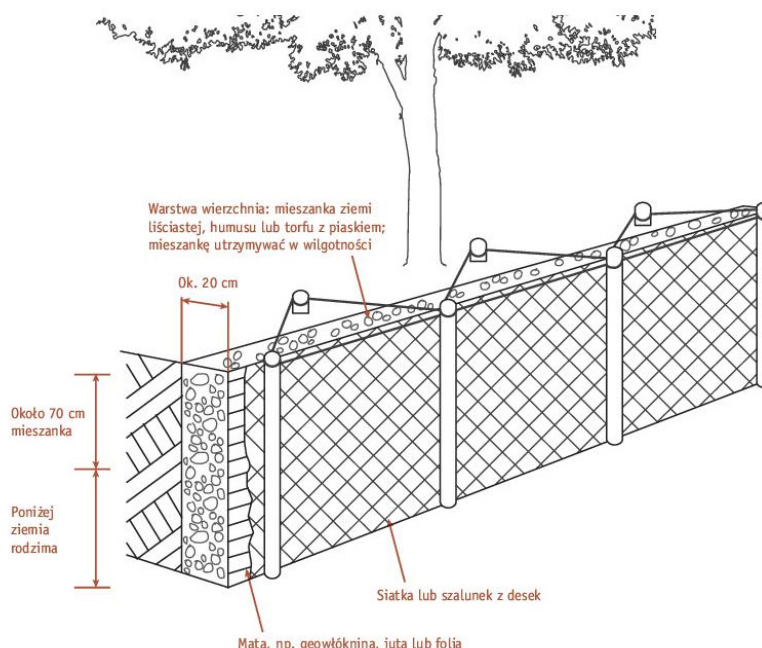 Warstwa wierzchnia: mieszanka ziemi
liściastej, humusu lub torfu z piaskiem;
mieszankę utrzymywać w wilgotności
Ok. 20 cm
Około 70 cm
mieszanka
Poniżej
ziemia
rodzima
Siatka lub szalunek z desek
Mata, np. geowłóknina, juta lub folia